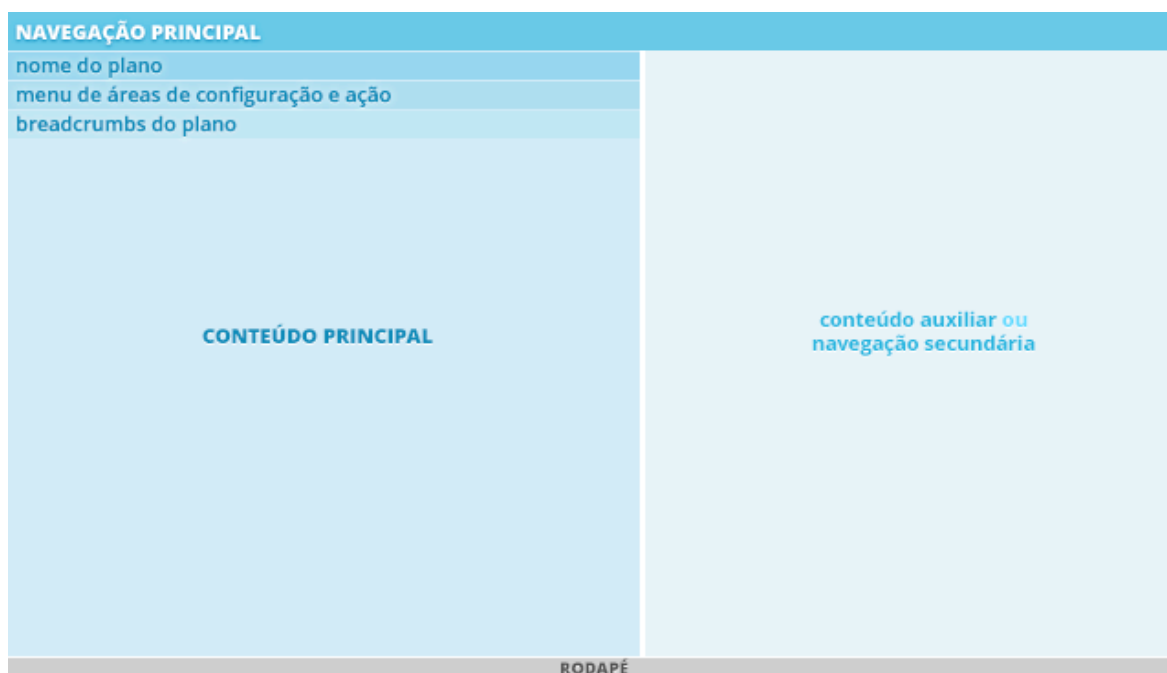 NAVEGAÇÃO PRINCIPAL
nome do plano
menu de áreas de configuração e ação
breadcrumbs do plano
CONTEÚDO PRINCIPAL
conteúdo auxiliar ou
navegação secundária
RODAPÉ